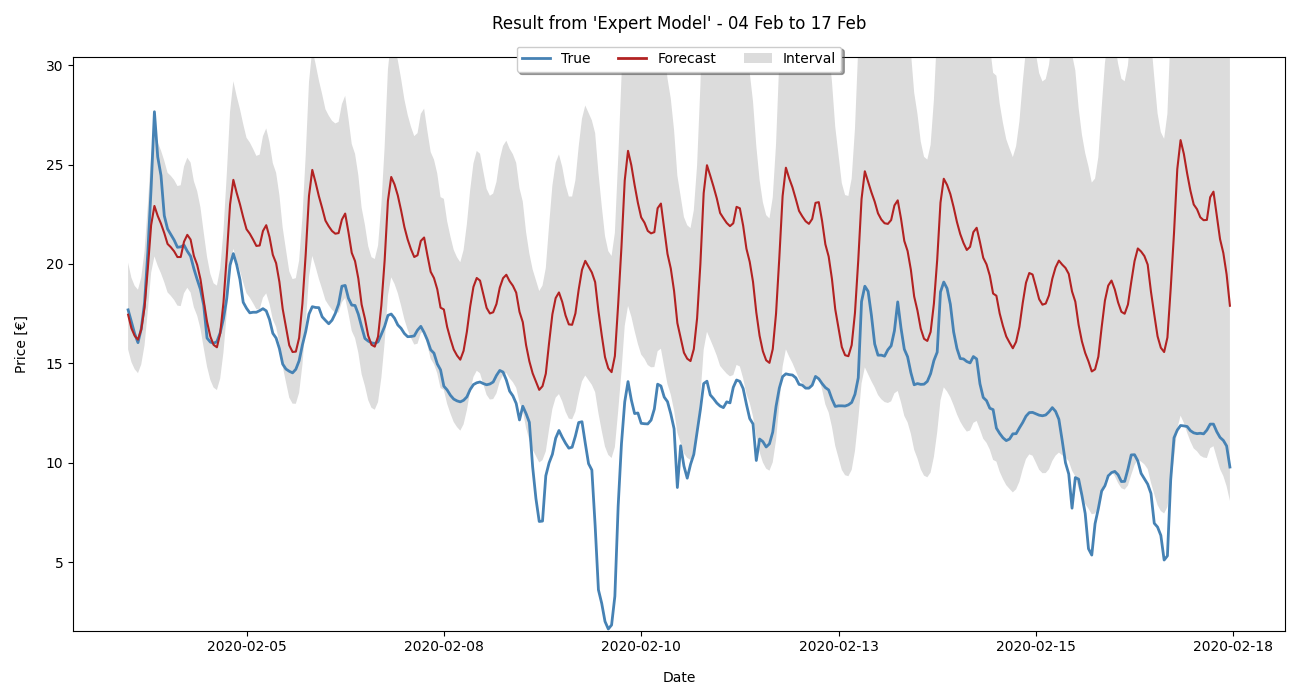 Result from 'Expert Model' - 04 Feb to 17 Feb
True Forecast Interval
30
25
20
15
10
5
Price [€]
2020-02-05 2020-02-08 2020-02-10 2020-02-13 2020-02-15 2020-02-18
Date